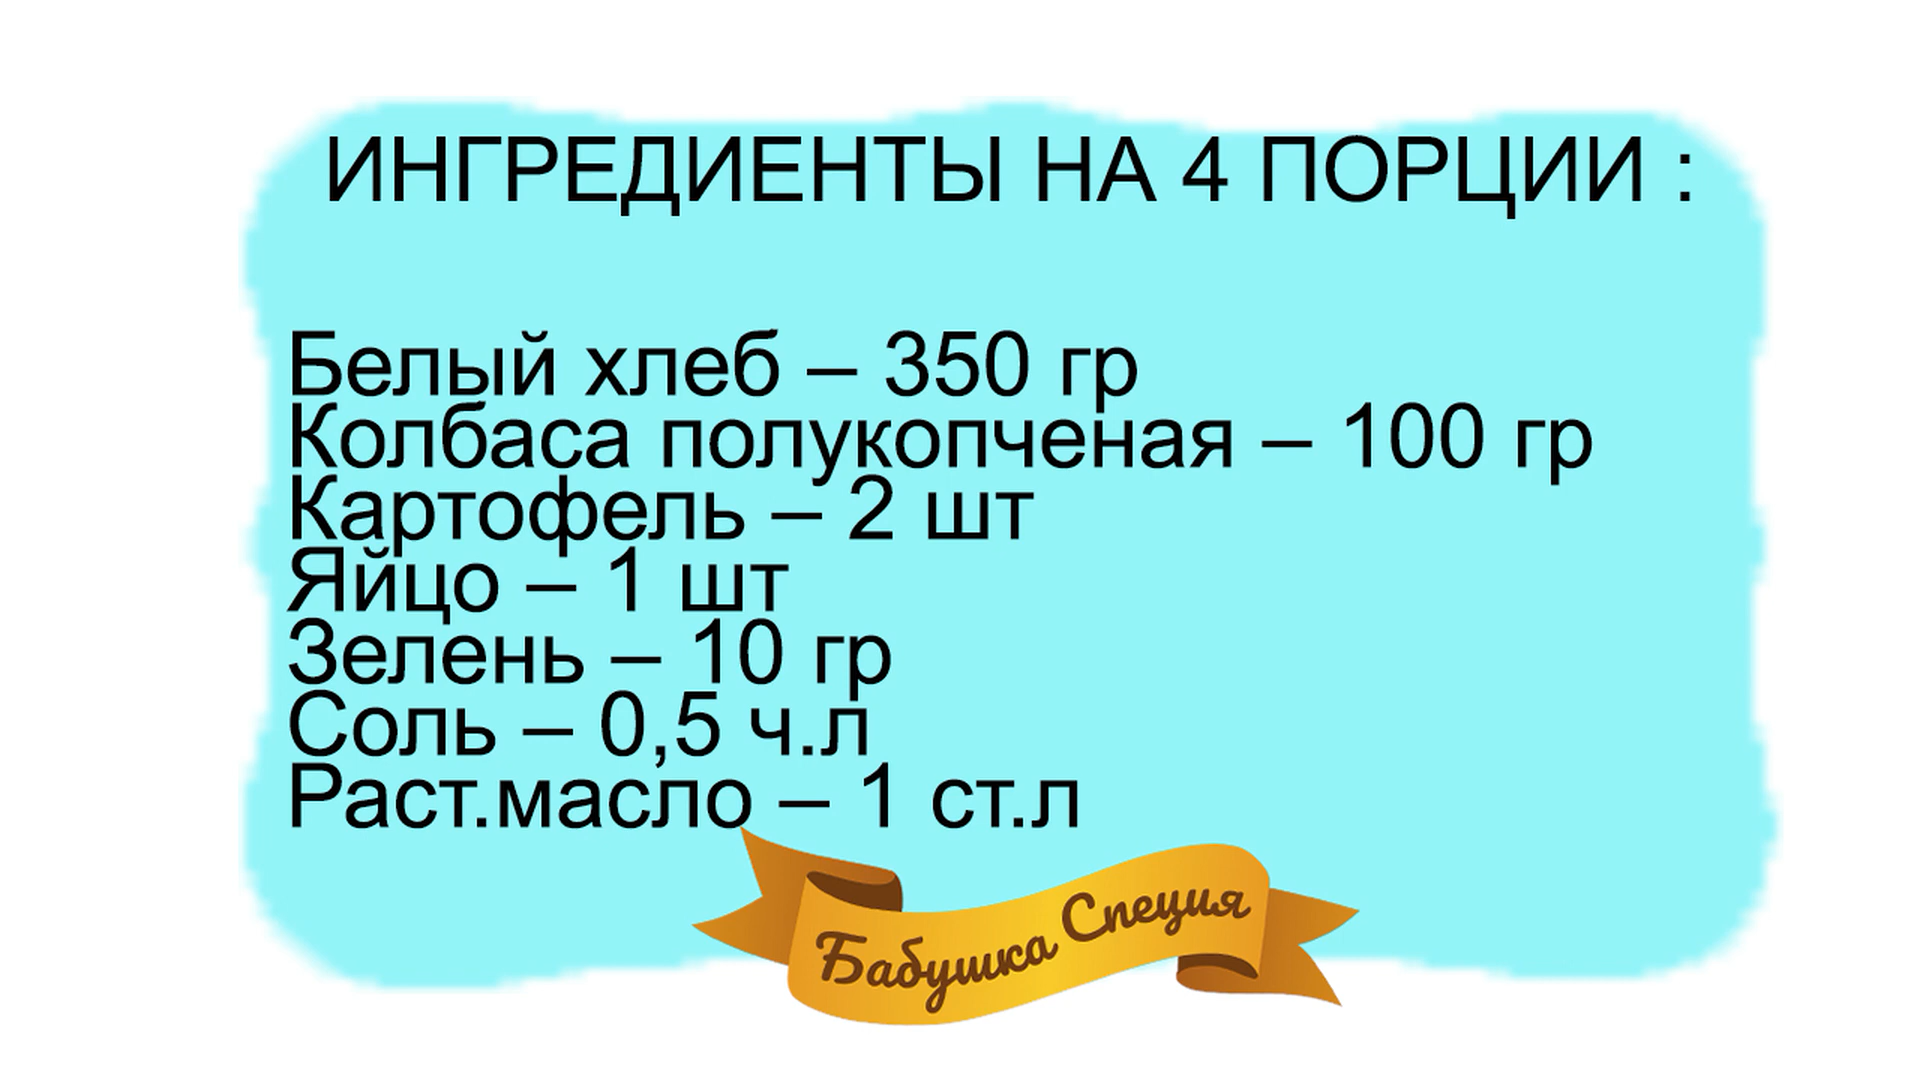 ИНГРЕДИЕНТЫ НА 4 ПОРЦИИ :
Белый хлеб – 350 гр
Колбаса полукопченая – 100 гр
Картофель – 2 шт
Яйцо – 1 шт
Зелень – 10 гр
Соль – 0,5 ч.л
Раст.масло – 1 ст.л
Бабушка Специя